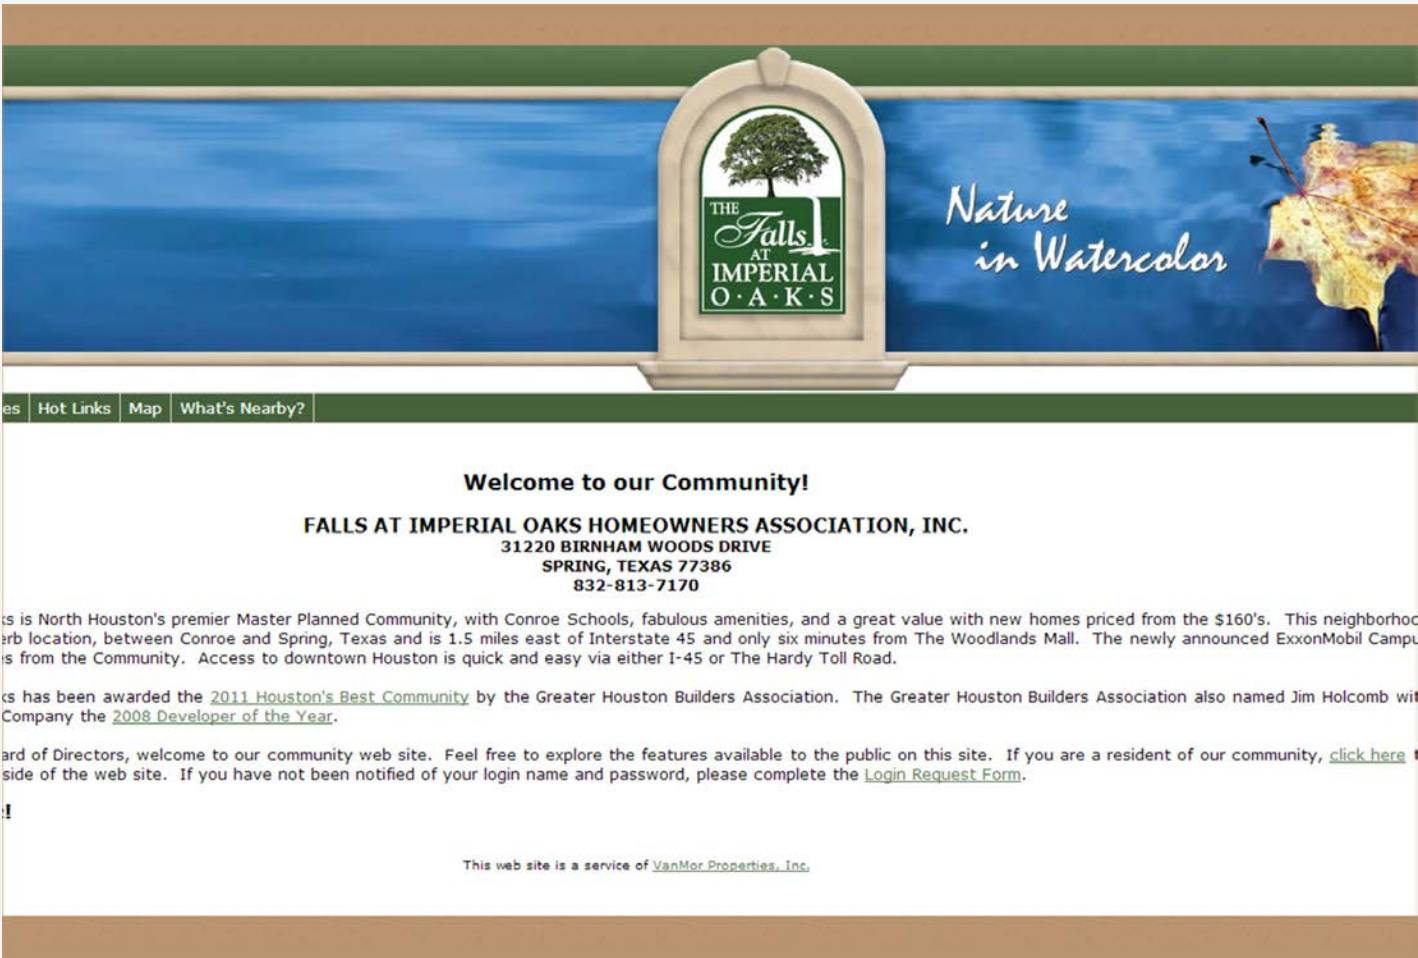 THE
Falls
AT
IMPERIAL
O·A·K·S
Nature
in Watercolor
es Hot Links Map What's Nearby?
Welcome to our Community!
FALLS AT IMPERIAL OAKS HOMEOWNERS ASSOCIATION, INC.
31220 BIRNHAM WOODS DRIVE
SPRING, TEXAS 77386
832-813-7170
ks is North Houston's premier Master Planned Community, with Conroe Schools, fabulous amenities, and a great value with new homes priced from the $160's. This neighborhoo
erb location, between Conroe and Spring, Texas and is 1.5 miles east of Interstate 45 and only six minutes from The Woodlands Mall. The newly announced ExxonMobil Campu
s from the Community. Access to downtown Houston is quick and easy via either I-45 or The Hardy Toll Road.
ks has been awarded the 2011 Houston's Best Community by the Greater Houston Builders Association. The Greater Houston Builders Association also named Jim Holcomb wit
Company the 2008 Developer of the Year.
ard of Directors, welcome to our community web site. Feel free to explore the features available to the public on this site. If you are a resident of our community, click here t
side of the web site. If you have not been notified of your login name and password, please complete the Login Request Form.
!
This web site is a service of VanMor Properties, Inc.